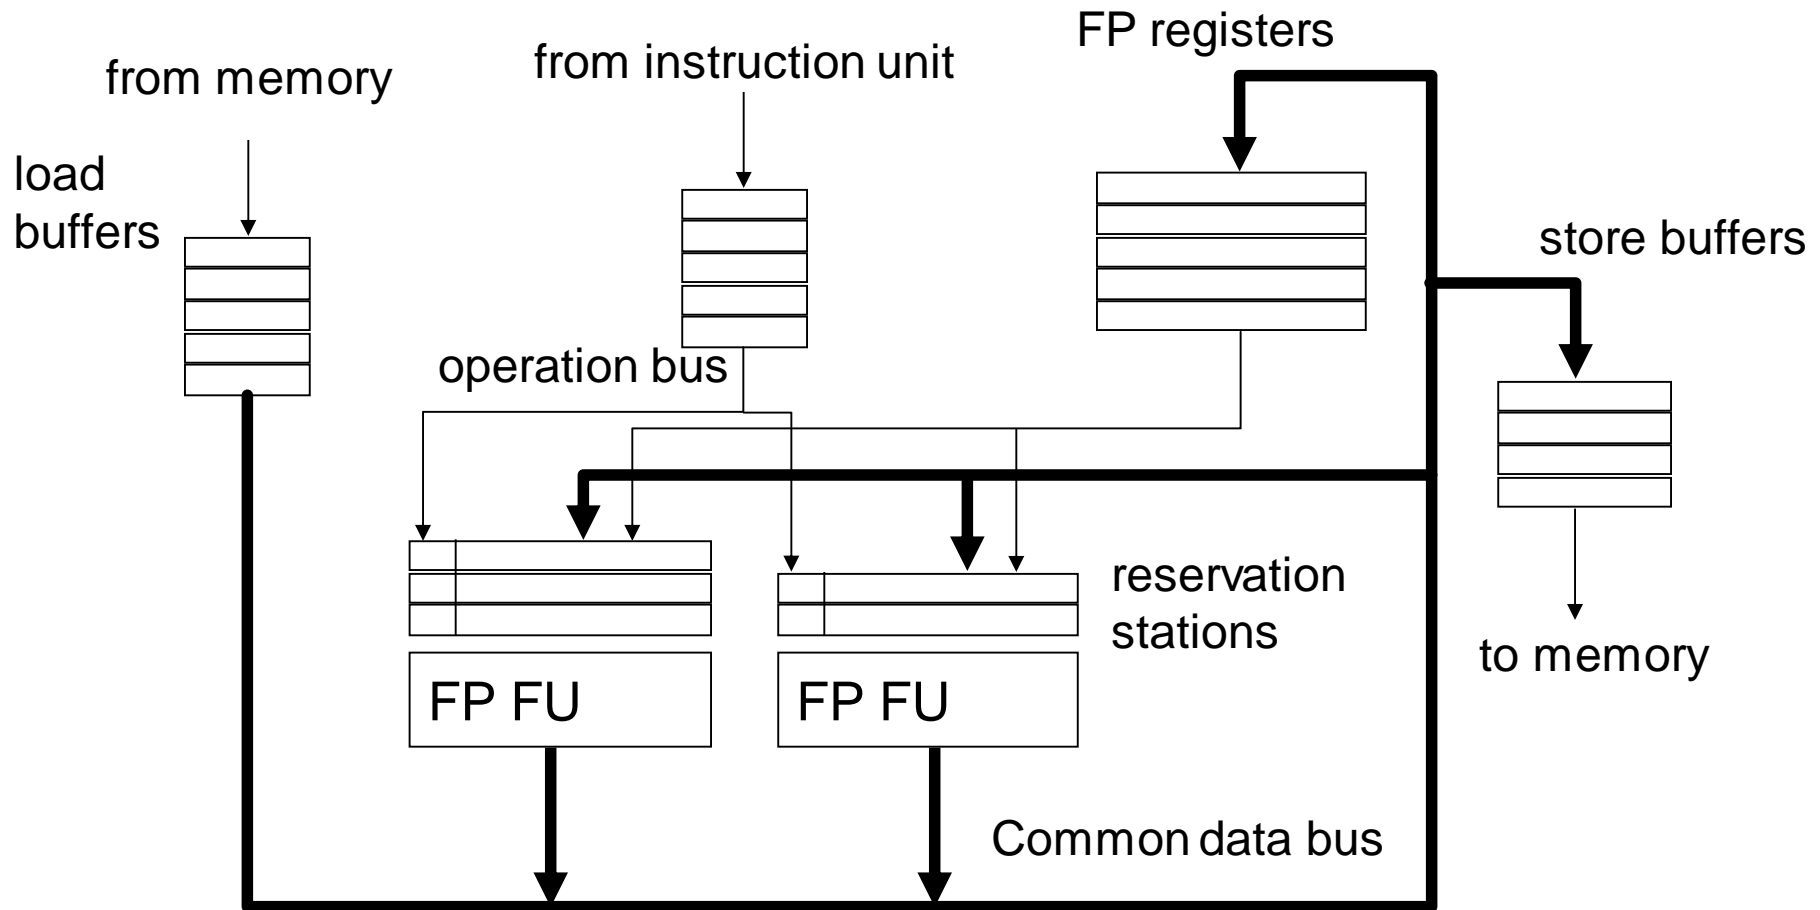 FP registers
from instruction unit
from memory
load
buffers
store buffers
operation bus
reservation
stations
to memory
FP FU
FP FU
Common data bus